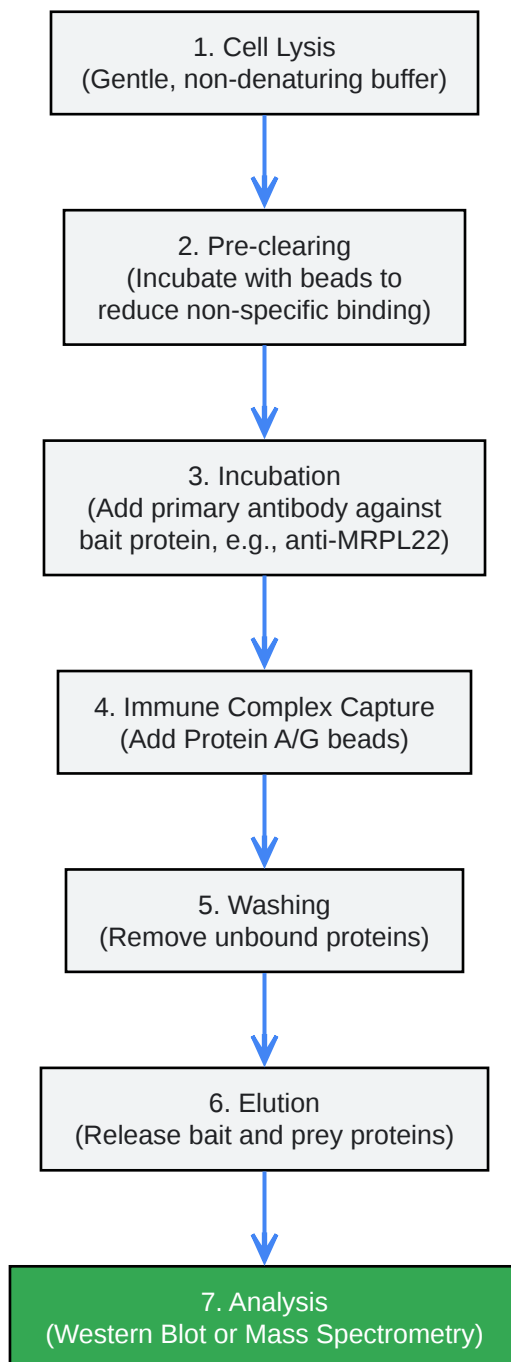 1. Cell Lysis
(Gentle, non-denaturing buffer)
2. Pre-clearing
(Incubate with beads to
reduce non-specific binding)
3. Incubation
(Add primary antibody against
bait protein, e.g., anti-MRPL22)
4. Immune Complex Capture
(Add Protein A/G beads)
5. Washing
(Remove unbound proteins)
6. Elution
(Release bait and prey proteins)
7. Analysis
(Western Blot or Mass Spectrometry)